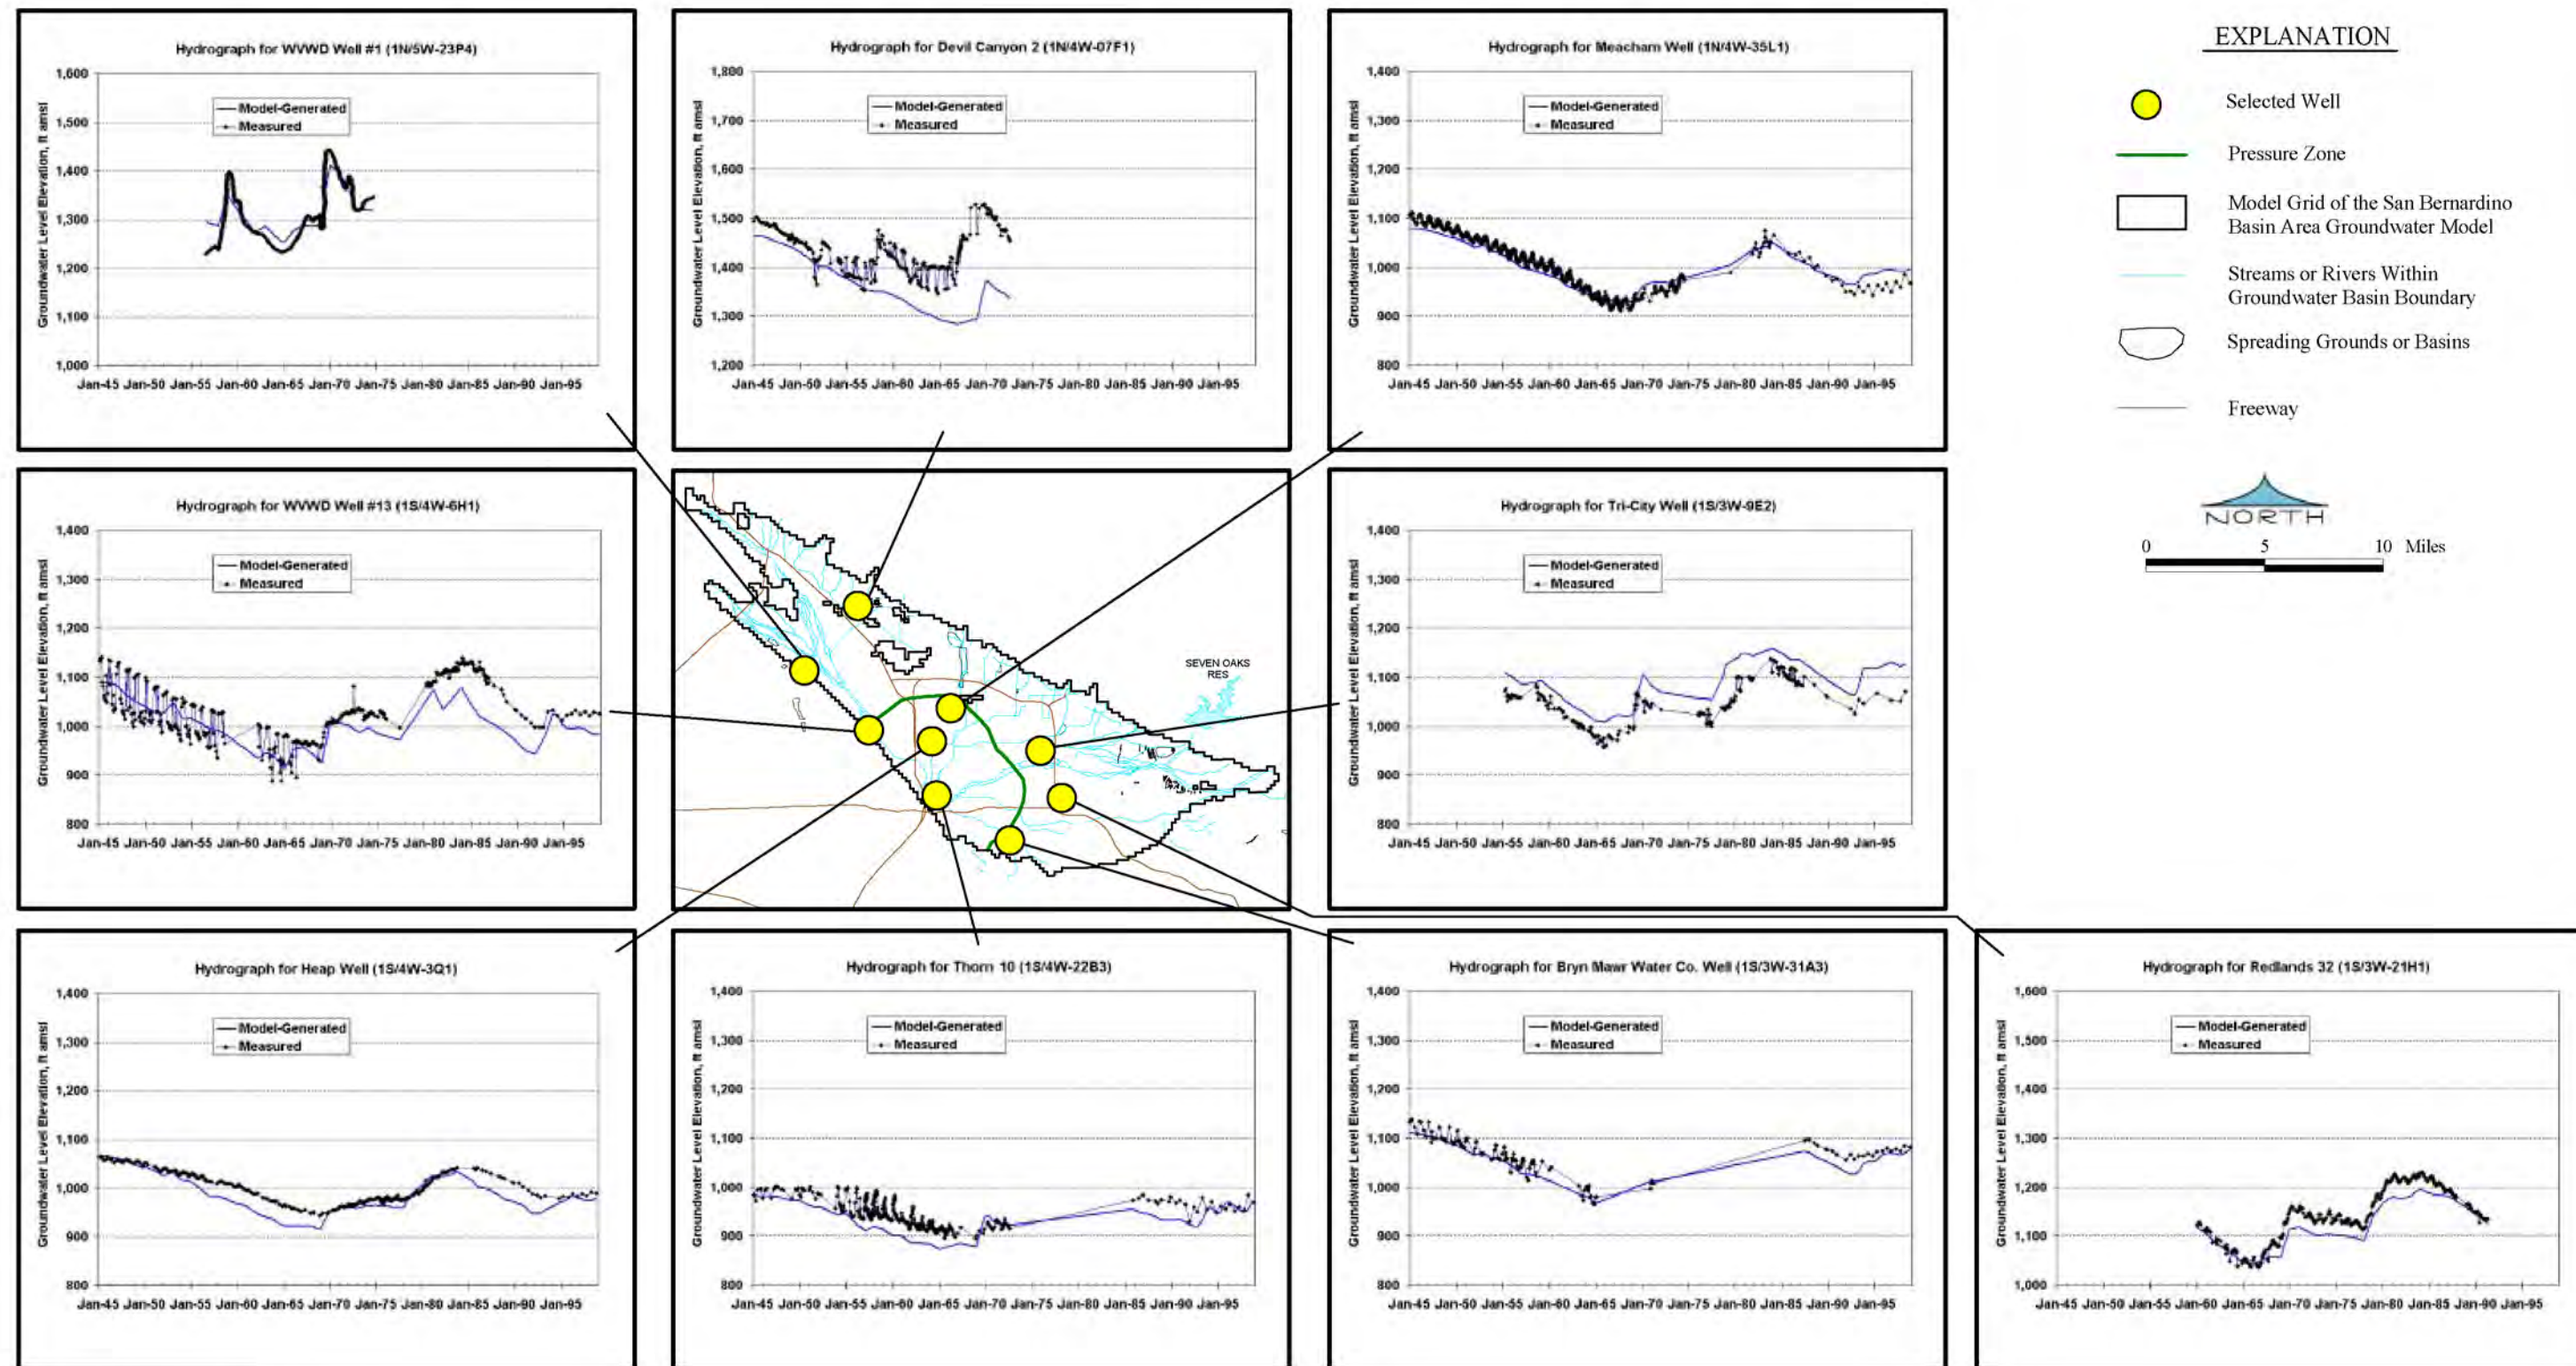 Hydrograph for WVWD Well #1 (1N/5W-23P4)
Groundwater Level Elevation, ft amsl
1,600
1,500
1,400
1,300
1,200
1,100
1,000
Model-Generated
Measured
Jan-45 Jan-50 Jan-55 Jan-60 Jan-65 Jan-70 Jan-75 Jan-80 Jan-85 Jan-90 Jan-95
Hydrograph for Devil Canyon 2 (1N/4W-07F1)
Groundwater Level Elevation, ft amsl
1,800
1,700
1,600
1,500
1,400
1,300
1,200
Model-Generated
Measured
Jan-45 Jan-50 Jan-55 Jan-60 Jan-65 Jan-70 Jan-75 Jan-80 Jan-85 Jan-90 Jan-95
Hydrograph for Meacham Well (1N/4W-35L1)
Groundwater Level Elevation, ft amsl
1,400
1,300
1,200
1,100
1,000
900
800
Model-Generated
Measured
Jan-45 Jan-50 Jan-55 Jan-60 Jan-65 Jan-70 Jan-75 Jan-80 Jan-85 Jan-90 Jan-95
EXPLANATION
Selected Well
Pressure Zone
Model Grid of the San Bernardino
Basin Area Groundwater Model
Streams or Rivers Within
Groundwater Basin Boundary
Spreading Grounds or Basins
Freeway
NORTH
0 5 10 Miles
Hydrograph for WVWD Well #13 (1S/4W-6H1)
Groundwater Level Elevation, ft amsl
1,400
1,300
1,200
1,100
1,000
900
800
Model-Generated
Measured
Jan-45 Jan-50 Jan-55 Jan-60 Jan-65 Jan-70 Jan-75 Jan-80 Jan-85 Jan-90 Jan-95
SEVEN OAKS
RES
Hydrograph for Tri-City Well (1S/3W-9E2)
Groundwater Level Elevation, ft amsl
1,400
1,300
1,200
1,100
1,000
900
800
Model-Generated
Measured
Jan-45 Jan-50 Jan-55 Jan-60 Jan-65 Jan-70 Jan-75 Jan-80 Jan-85 Jan-90 Jan-95
Hydrograph for Heap Well (1S/4W-3Q1)
Groundwater Level Elevation, ft amsl
1,400
1,300
1,200
1,100
1,000
900
800
Model-Generated
Measured
Jan-45 Jan-50 Jan-55 Jan-60 Jan-65 Jan-70 Jan-75 Jan-80 Jan-85 Jan-90 Jan-95
Hydrograph for Thorn 10 (1S/4W-22B3)
Groundwater Level Elevation, ft amsl
1,400
1,300
1,200
1,100
1,000
900
800
Model-Generated
Measured
Jan-45 Jan-50 Jan-55 Jan-60 Jan-65 Jan-70 Jan-75 Jan-80 Jan-85 Jan-90 Jan-95
Hydrograph for Bryn Mawr Water Co. Well (1S/3W-31A3)
Groundwater Level Elevation, ft amsl
1,400
1,300
1,200
1,100
1,000
900
800
Model-Generated
Measured
Jan-45 Jan-50 Jan-55 Jan-60 Jan-65 Jan-70 Jan-75 Jan-80 Jan-85 Jan-90 Jan-95
Hydrograph for Redlands 32 (1S/3W-21H1)
Groundwater Level Elevation, ft amsl
1,600
1,500
1,400
1,300
1,200
1,100
1,000
Model-Generated
Measured
Jan-45 Jan-50 Jan-55 Jan-60 Jan-65 Jan-70 Jan-75 Jan-80 Jan-85 Jan-90 Jan-95